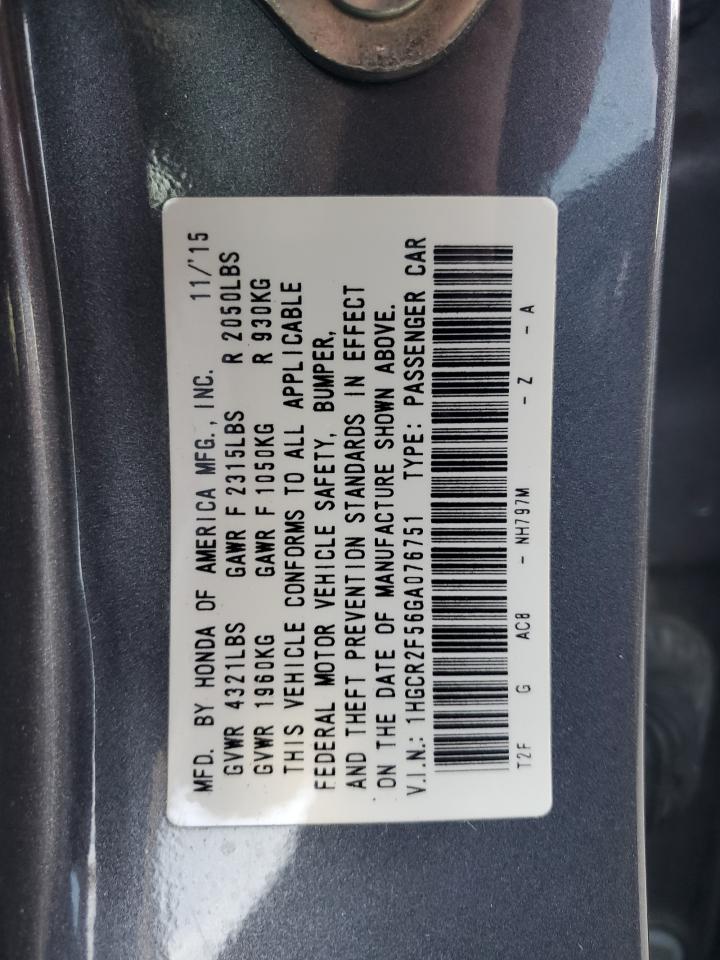 MFD. BY HONDA OF AMERICA MFG., INC. 11/'15
GVWR 4321LBS GAWR F 2315LBS R 2050LBS
GVWR 1960KG GAWR F 1050KG R 930KG
THIS VEHICLE CONFORMS TO ALL APPLICABLE
FEDERAL MOTOR VEHICLE SAFETY, BUMPER,
AND THEFT PREVENTION STANDARDS IN EFFECT
ON THE DATE OF MANUFACTURE SHOWN ABOVE.
V.I.N.: 1HGCR2F56GA076751 TYPE: PASSENGER CAR
T2F G AC8 - NH797M - Z - A